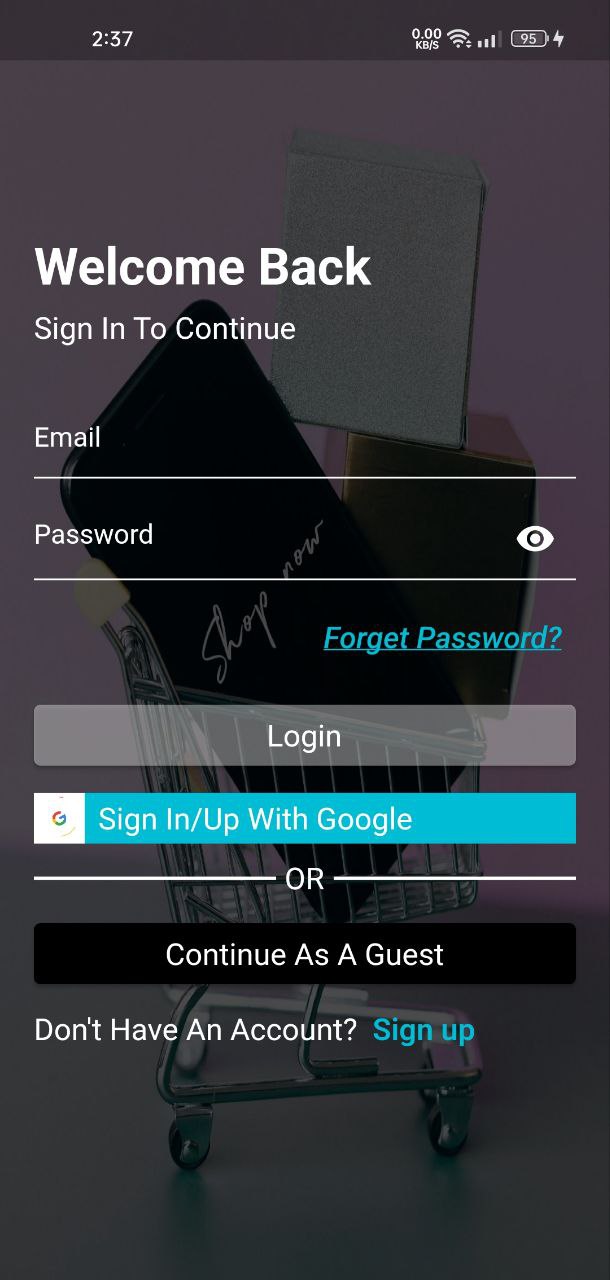 2:37
0.00
KB/S
95
Welcome Back
Sign In To Continue
Email
Password
Shop now
Forget Password?
Login
G Sign In/Up With Google
OR
Continue As A Guest
Don't Have An Account? Sign up